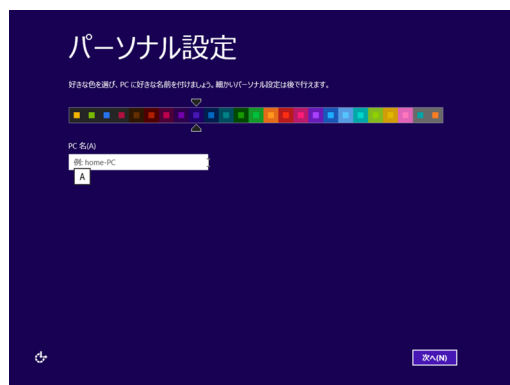 パーソナル設定
好きな色を選び、PC に好きな名前を付けましょう。細かいパーソナル設定は後で行えます。
PC 名(A)
例: home-PC
A
次へ(N)